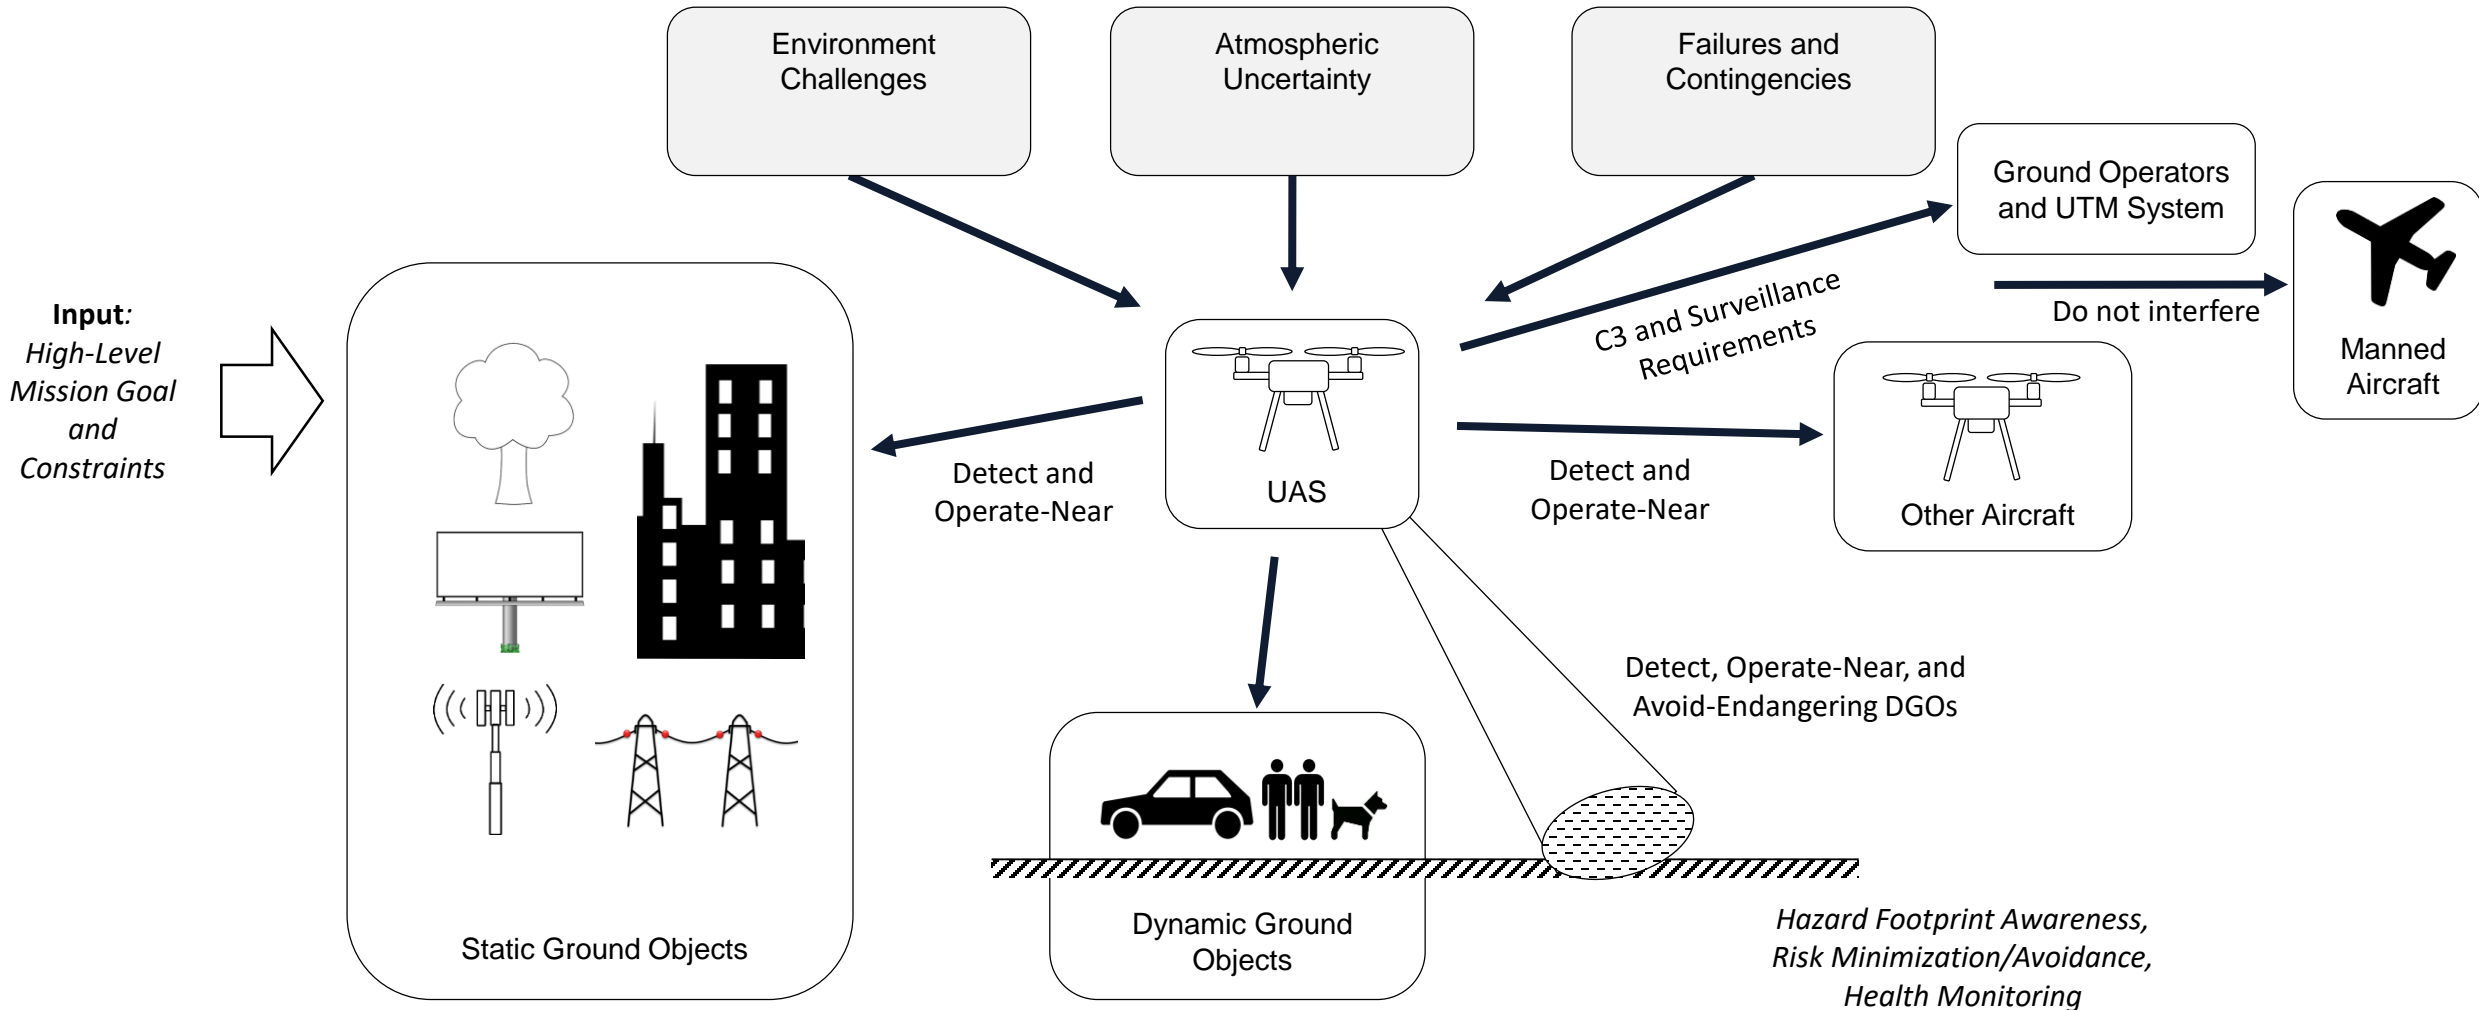 Environment
Challenges
Atmospheric
Uncertainty
Failures and
Contingencies
Ground Operators
and UTM System
Input:
High-Level
Mission Goal
and
Constraints
C3 and Surveillance
Requirements
Do not interfere
Manned
Aircraft
Detect and
Operate-Near
UAS
Detect and
Operate-Near
Other Aircraft
Detect, Operate-Near, and
Avoid-Endangering DGOs
Static Ground Objects
Dynamic Ground
Objects
Hazard Footprint Awareness,
Risk Minimization/Avoidance,
Health Monitoring